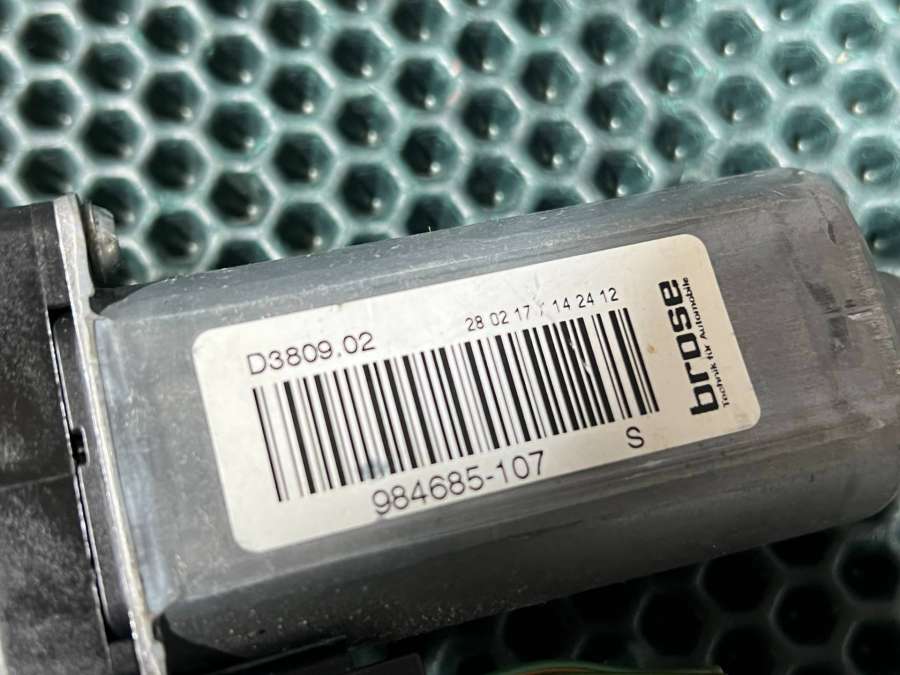 D3809.02
28 02 17 / 14 24 12
984685-107
S
brose
Technik für Automobile